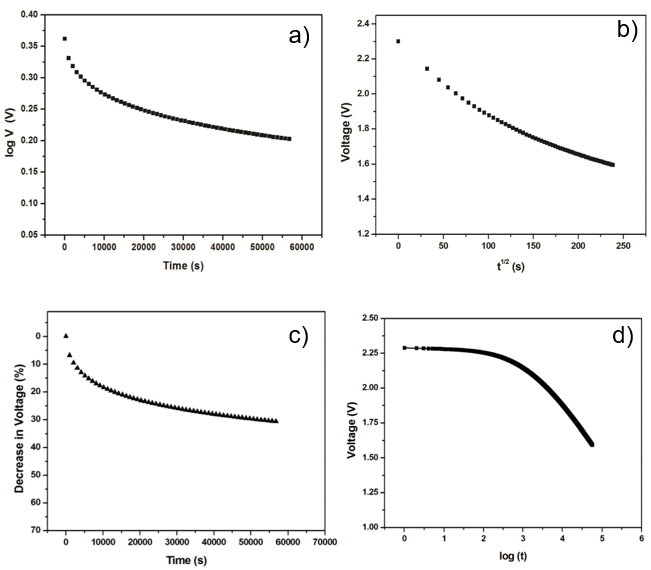 a)
0.40
0.35
0.30
0.25
0.20
0.15
0.10
0.05
log V (V)
0 10000 20000 30000 40000 50000 60000
Time (s)
b)
2.4
2.2
2.0
1.8
1.6
1.4
1.2
Voltage (V)
0 50 100 150 200 250
t1/2 (s)
c)
0
10
20
30
40
50
60
70
Decrease in Voltage (%)
0 10000 20000 30000 40000 50000 60000 70000
Time (s)
d)
2.50
2.25
2.00
1.75
1.50
1.25
1.00
Voltage (V)
0 1 2 3 4 5 6
log (t)